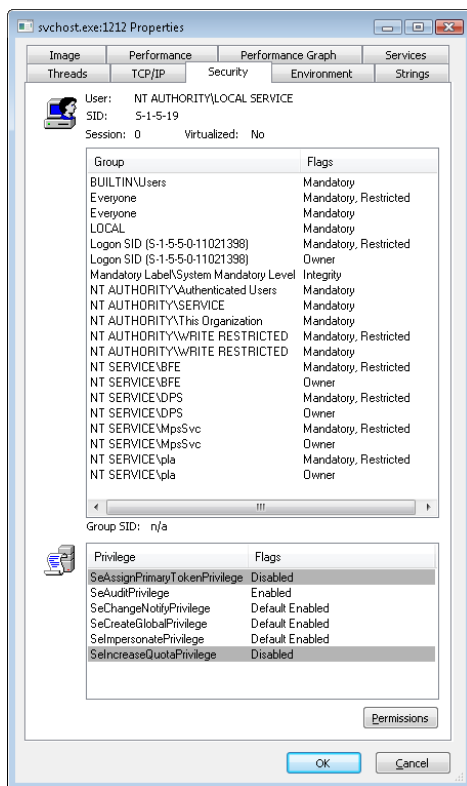 svchost.exe:1212 Properties
Image Performance Performance Graph Services
Threads TCP/IP Security Environment Strings
User: NT AUTHORITY\LOCAL SERVICE
SID: S-1-5-19
Session: 0 Virtualized: No
Group Flags
BUILTIN\Users Mandatory
Everyone Mandatory, Restricted
Everyone Mandatory
LOCAL Mandatory
Logon SID (S-1-5-5-0-11021398) Mandatory, Restricted
Logon SID (S-1-5-5-0-11021398) Owner
Mandatory Label\System Mandatory Level Integrity
NT AUTHORITY\Authenticated Users Mandatory
NT AUTHORITY\SERVICE Mandatory
NT AUTHORITY\This Organization Mandatory
NT AUTHORITY\WRITE RESTRICTED Mandatory, Restricted
NT AUTHORITY\WRITE RESTRICTED Mandatory
NT SERVICE\BFE Mandatory, Restricted
NT SERVICE\BFE Owner
NT SERVICE\DPS Mandatory, Restricted
NT SERVICE\DPS Owner
NT SERVICE\MpsSvc Mandatory, Restricted
NT SERVICE\MpsSvc Owner
NT SERVICE\pla Mandatory, Restricted
NT SERVICE\pla Owner
Group SID: n/a
Privilege Flags
SeAssignPrimaryTokenPrivilege Disabled
SeAuditPrivilege Enabled
SeChangeNotifyPrivilege Default Enabled
SeCreateGlobalPrivilege Default Enabled
SeImpersonatePrivilege Default Enabled
SeIncreaseQuotaPrivilege Disabled
Permissions
OK Cancel